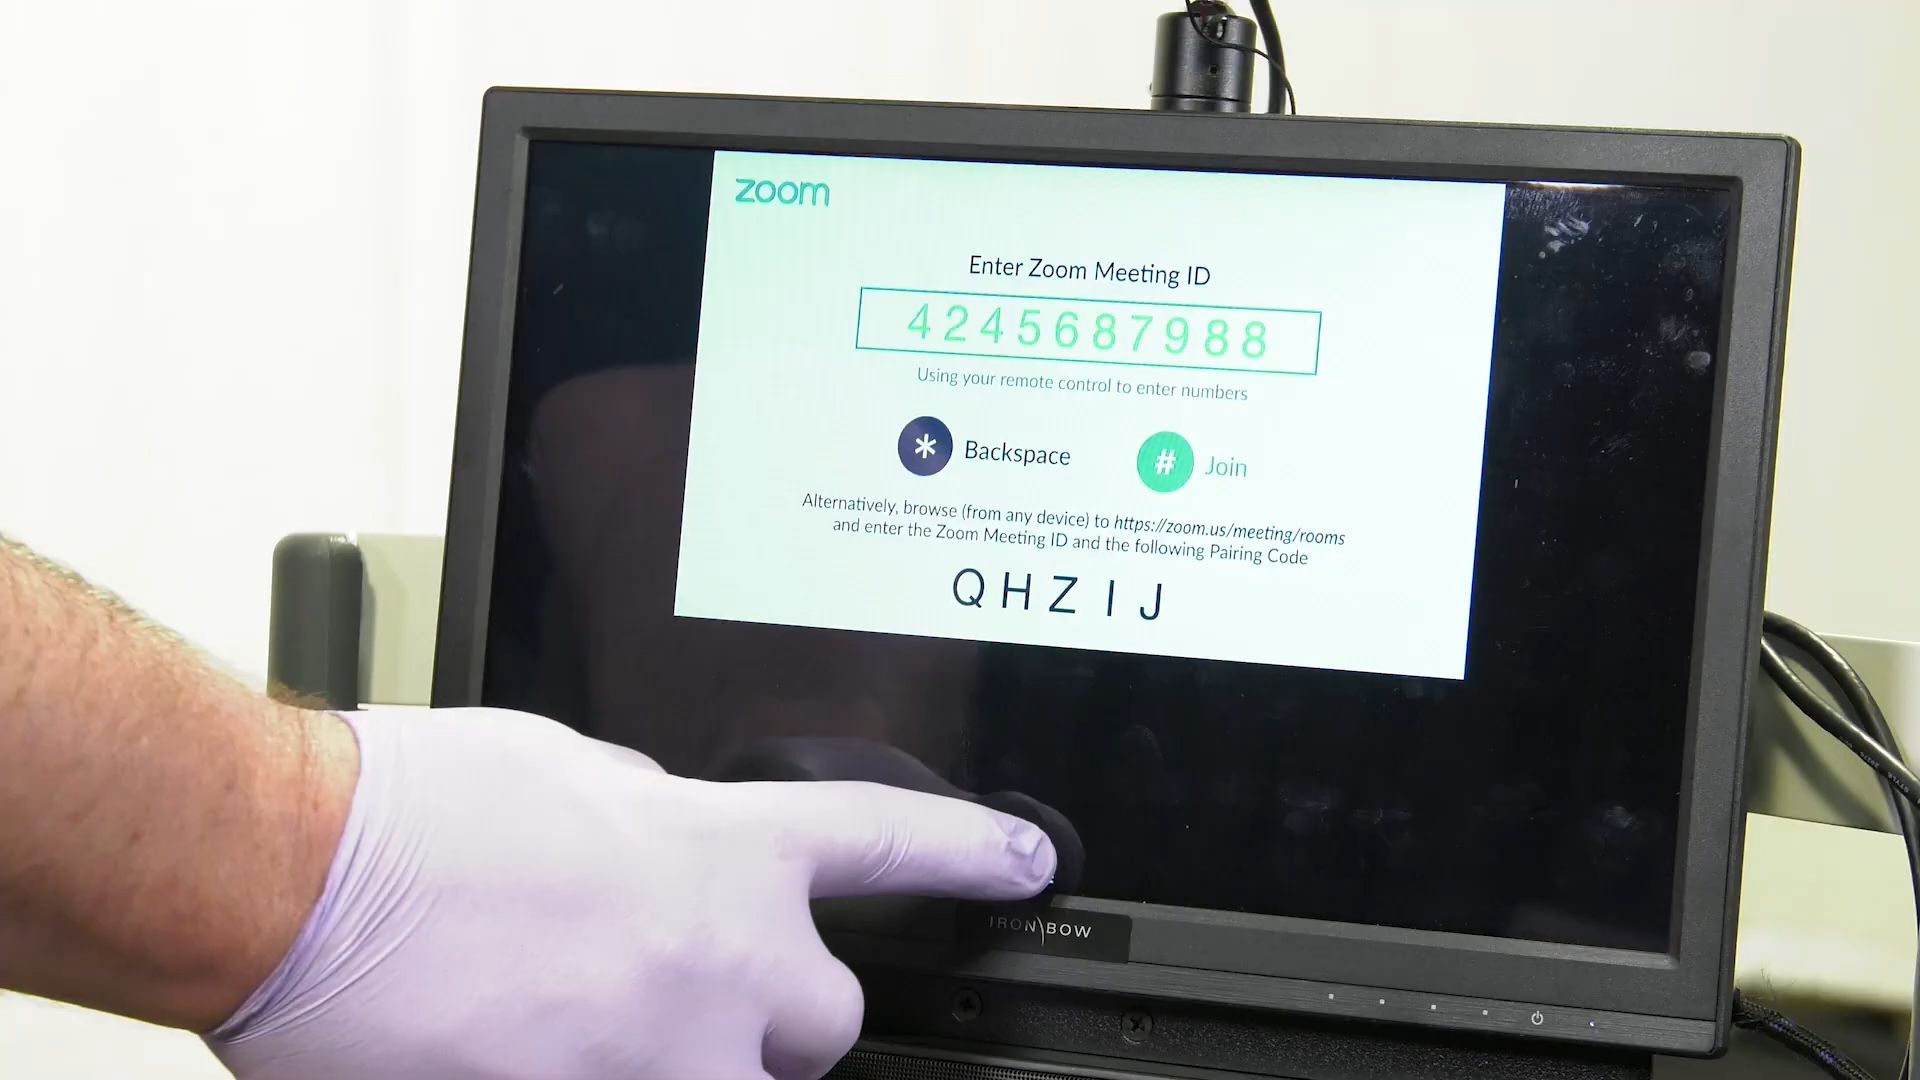 zoom
Enter Zoom Meeting ID
4245687988
Using your remote control to enter numbers
* Backspace # Join
Alternatively, browse (from any device) to https://zoom.us/meeting/rooms
and enter the Zoom Meeting ID and the following Pairing Code
QHZIJ
IRON BOW